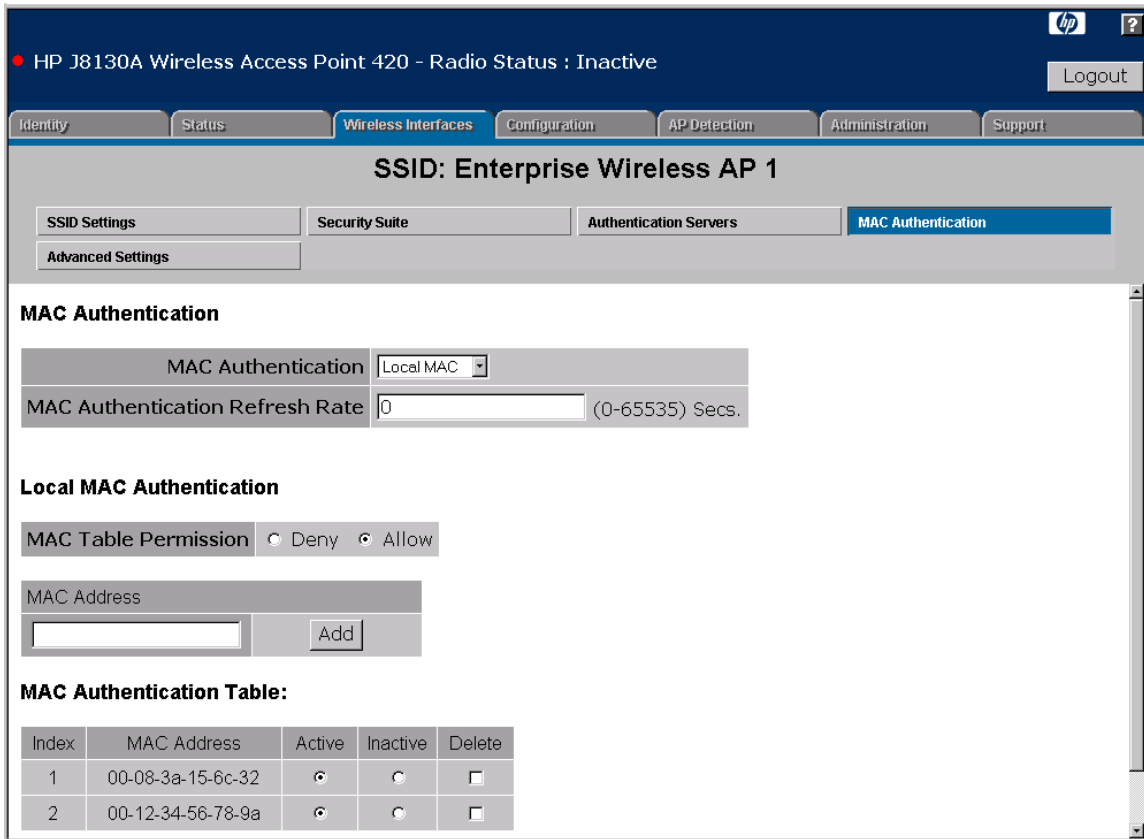 hp ?
HP J8130A Wireless Access Point 420 - Radio Status : Inactive
Logout
Identity Status Wireless Interfaces Configuration AP Detection Administration Support
SSID: Enterprise Wireless AP 1
SSID Settings Security Suite Authentication Servers MAC Authentication
Advanced Settings
MAC Authentication
MAC Authentication Local MAC
MAC Authentication Refresh Rate 0 (0-65535) Secs.
Local MAC Authentication
MAC Table Permission Deny Allow
MAC Address
Add
MAC Authentication Table:
Index MAC Address Active Inactive Delete
1 00-08-3a-15-6c-32
2 00-12-34-56-78-9a